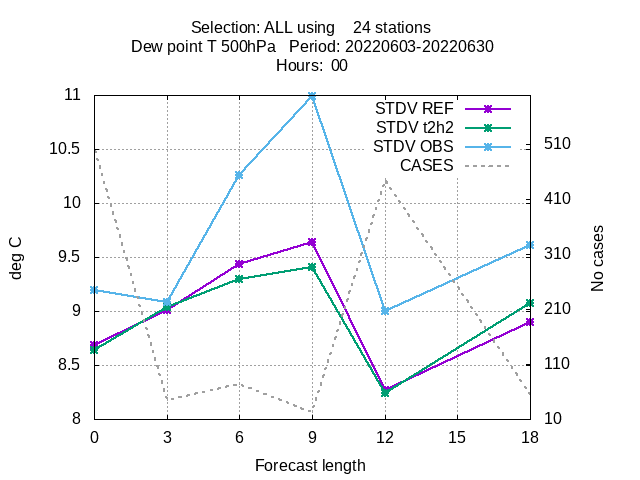 Selection: ALL using    24 stations
Dew point T 500hPa   Period: 20220603-20220630
Hours:  00
STDV REF
STDV t2h2
STDV OBS
CASES
11
10.5
10
9.5
9
8.5
8
510
410
310
210
110
10
0 3 6 9 12 15 18
deg C
No cases
Forecast length